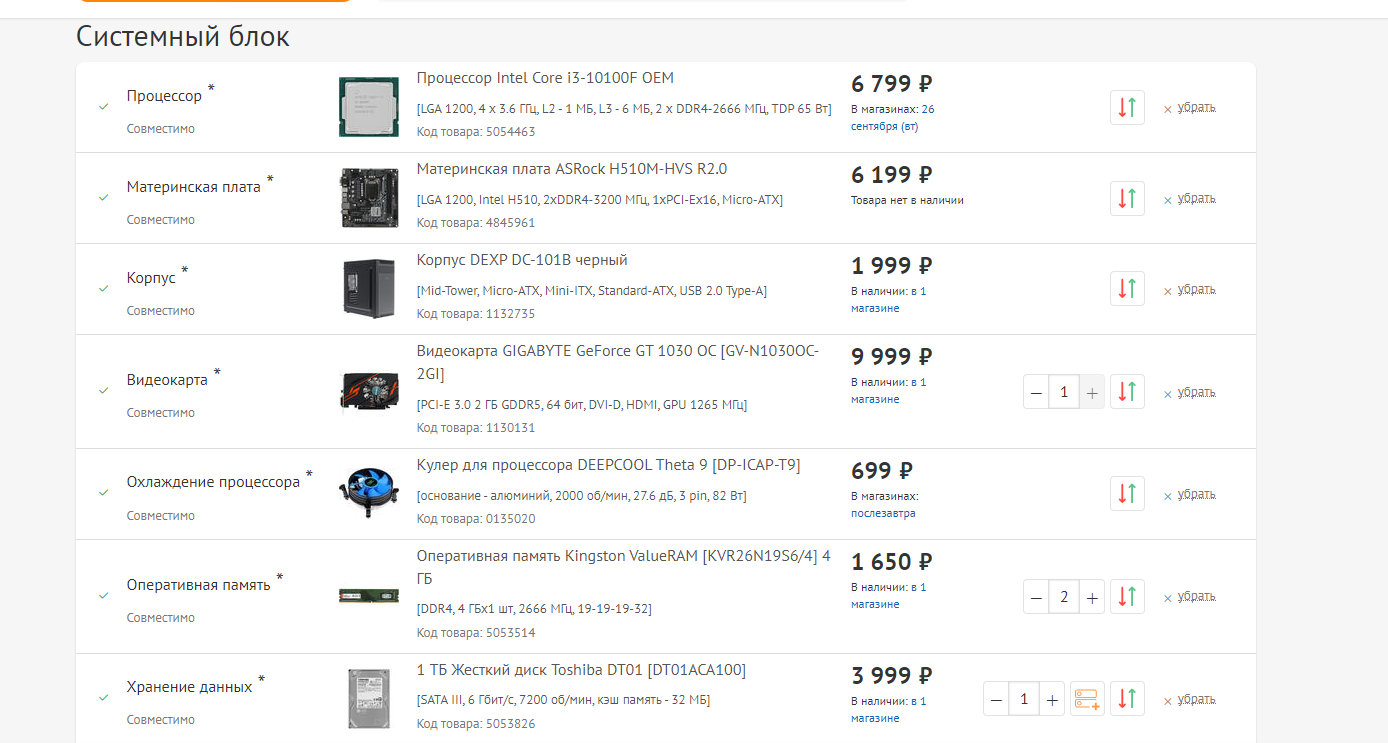 Системный блок
Процессор *
Совместимо
Процессор Intel Core i3-10100F OEM
[LGA 1200, 4 x 3.6 ГГц, L2 - 1 МБ, L3 - 6 МБ, 2 x DDR4-2666 МГц, TDP 65 Вт]
Код товара: 5054463
6 799 ₽
В магазинах: 26
сентября (вт)
убрать
Материнская плата *
Совместимо
Материнская плата ASRock H510M-HVS R2.0
[LGA 1200, Intel H510, 2xDDR4-3200 МГц, 1xPCI-Ex16, Micro-ATX]
Код товара: 4845961
6 199 ₽
Товара нет в наличии
убрать
Корпус *
Совместимо
Корпус DEXP DC-101B черный
[Mid-Tower, Micro-ATX, Mini-ITX, Standard-ATX, USB 2.0 Type-A]
Код товара: 1132735
1 999 ₽
В наличии: в 1
магазине
убрать
Видеокарта *
Совместимо
Видеокарта GIGABYTE GeForce GT 1030 OC [GV-N1030OC-
2GI]
[PCI-E 3.0 2 ГБ GDDR5, 64 бит, DVI-D, HDMI, GPU 1265 МГц]
Код товара: 1130131
9 999 ₽
В наличии: в 1
магазине
— 1 +
убрать
Охлаждение процессора *
Совместимо
Кулер для процессора DEEPCOOL Theta 9 [DP-ICAP-T9]
[основание - алюминий, 2000 об/мин, 27.6 дБ, 3 pin, 82 Вт]
Код товара: 0135020
699 ₽
В магазинах:
послезавтра
убрать
Оперативная память *
Совместимо
Оперативная память Kingston ValueRAM [KVR26N19S6/4] 4
ГБ
[DDR4, 4 ГБx1 шт, 2666 МГц, 19-19-19-32]
Код товара: 5053514
1 650 ₽
В наличии: в 1
магазине
— 2 +
убрать
Хранение данных *
Совместимо
1 ТБ Жесткий диск Toshiba DT01 [DT01ACA100]
[SATA III, 6 Гбит/с, 7200 об/мин, кэш память - 32 МБ]
Код товара: 5053826
3 999 ₽
В наличии: в 1
магазине
— 1 +
убрать